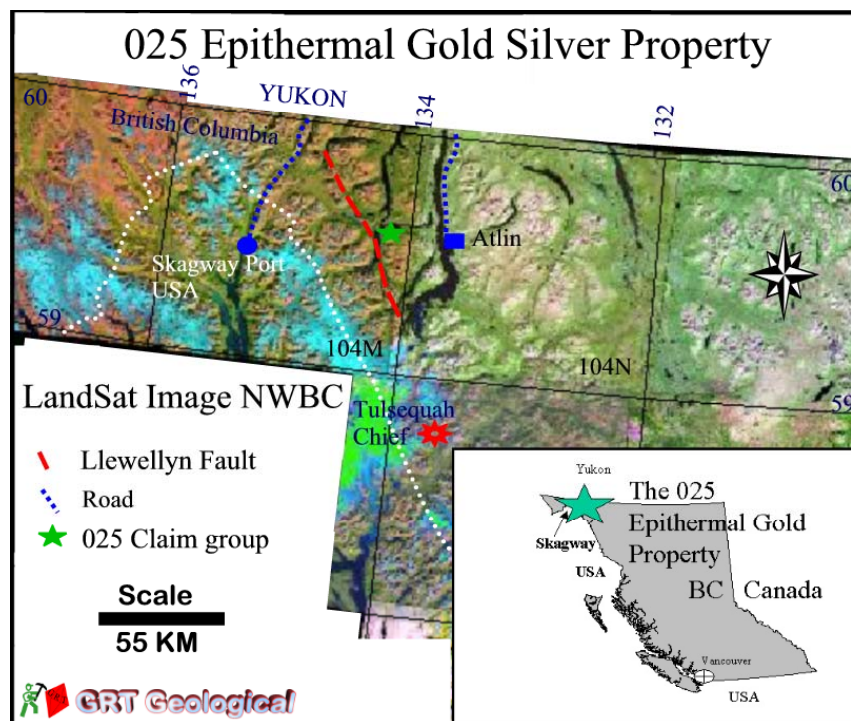 025 Epithermal Gold Silver Property
136
60
YUKON
134
132
British Columbia
60
Atlin
Skagway Port
USA
59
104M
104N
59
LandSat Image NWBC
Tulsequah
Chief
Llewellyn Fault
Road
025 Claim group
Scale
55 KM
GRT Geological
Yukon
The 025
Epithermal Gold
Property
Skagway
USA
BC Canada
Vancouver
USA